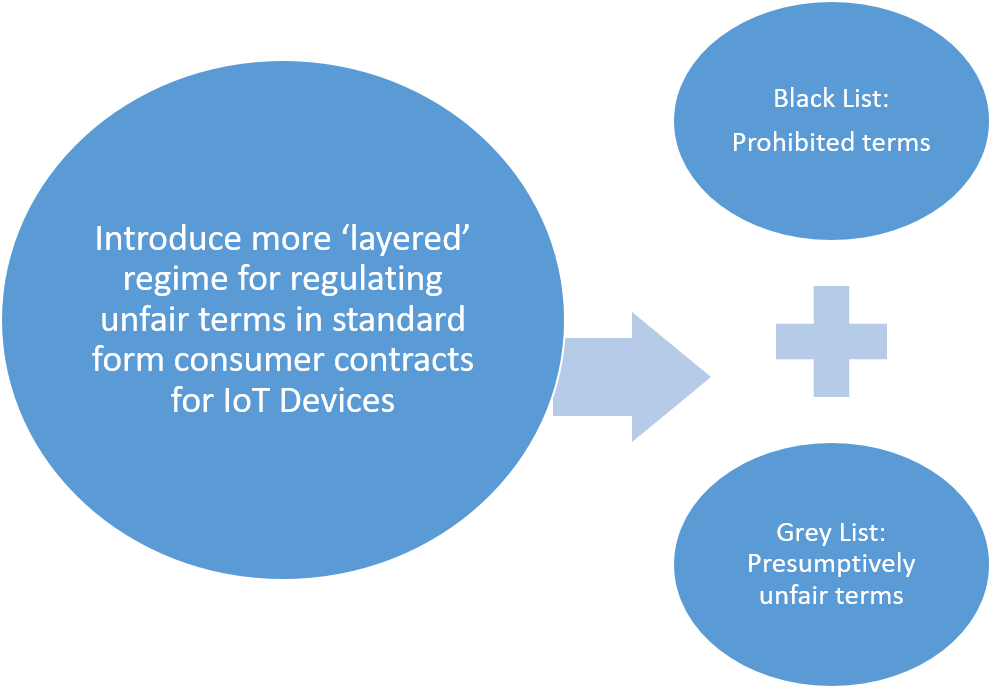 Introduce more ‘layered’
regime for regulating
unfair terms in standard
form consumer contracts
for IoT Devices
Black List:
Prohibited terms
Grey List:
Presumptively
unfair terms